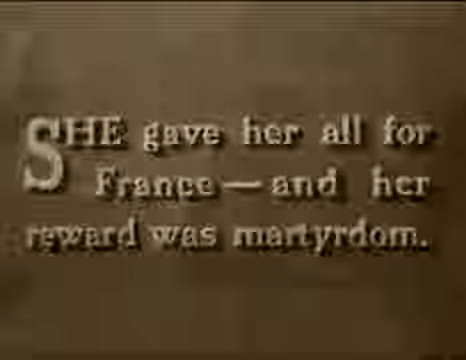 SHE gave her all for
France — and her
reward was martyrdom.